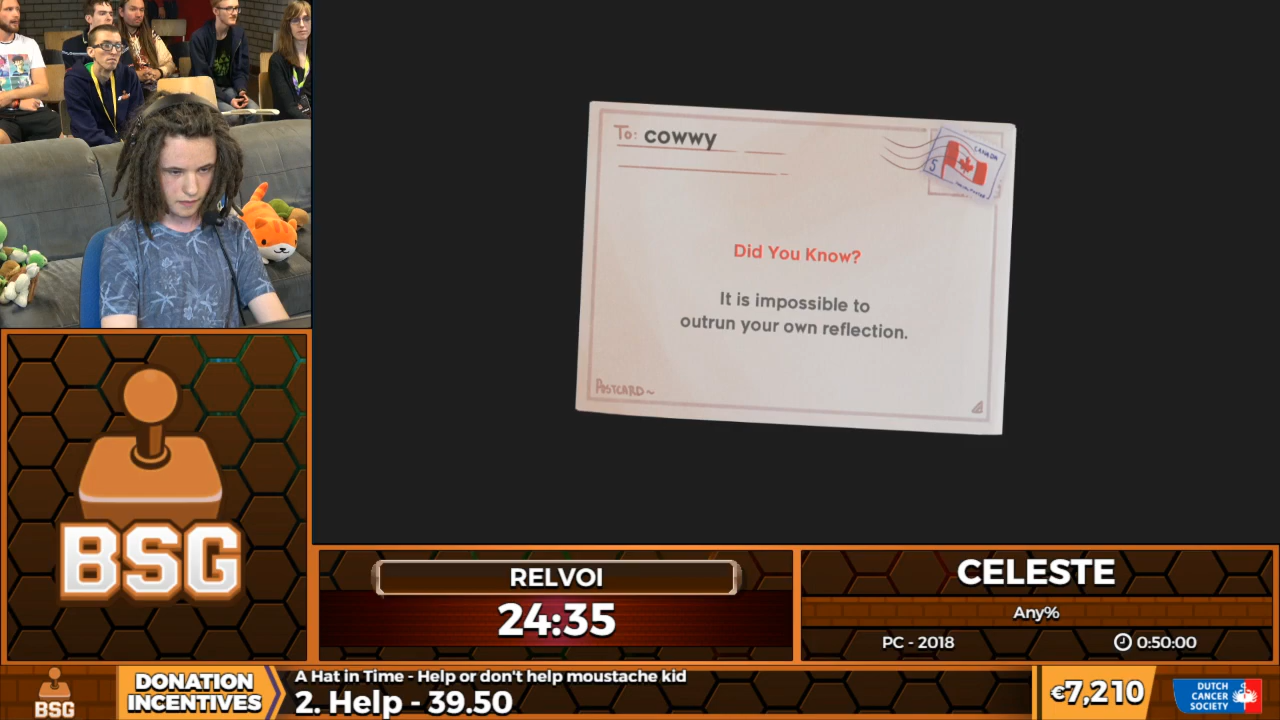 To: cowwy
CANADA
5
Did You Know?
It is impossible to
outrun your own reflection.
POSTCARD~
BSG
RELVOI
24:35
CELESTE
Any%
PC - 2018
0:50:00
BSG
DONATION
INCENTIVES
A Hat in Time - Help or don't help moustache kid
2. Help - 39.50
€7,210
DUTCH
CANCER
SOCIETY